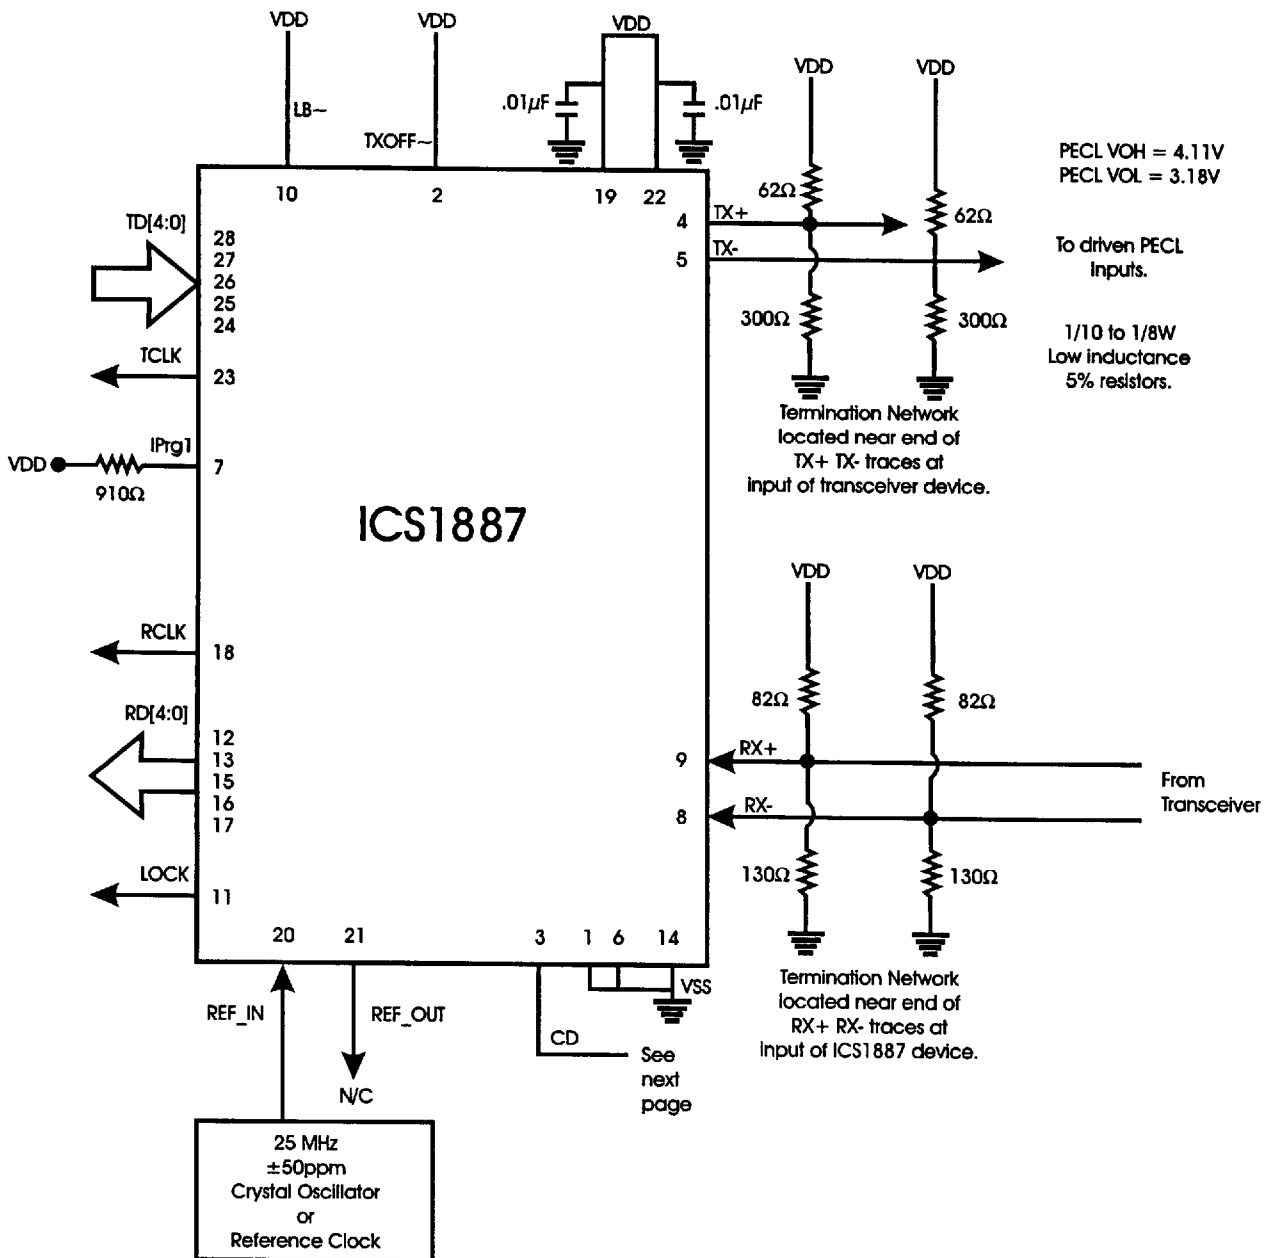 VDD
VDD
VDD
VDD
VDD
LB~
TXOFF~
.01µF
.01µF
PECL VOH = 4.11V
PECL VOL = 3.18V
10
2
19
22
62Ω
62Ω
TD[4:0]
28
27
26
25
24
4
TX+
5
TX-
To driven PECL
Inputs.
300Ω
300Ω
1/10 to 1/8W
Low inductance
5% resistors.
TCLK
23
Termination Network
located near end of
TX+ TX- traces at
input of transceiver device.
VDD
IPrg1
7
910Ω
ICS1887
VDD
VDD
RCLK
18
82Ω
82Ω
RD[4:0]
12
13
15
16
17
9
RX+
8
RX-
From
Transceiver
LOCK
11
130Ω
130Ω
20
21
3
1
6
14
VSS
Termination Network
located near end of
RX+ RX- traces at
input of ICS1887 device.
REF_IN
REF_OUT
CD
See
next
page
N/C
25 MHz
±50ppm
Crystal Oscillator
or
Reference Clock